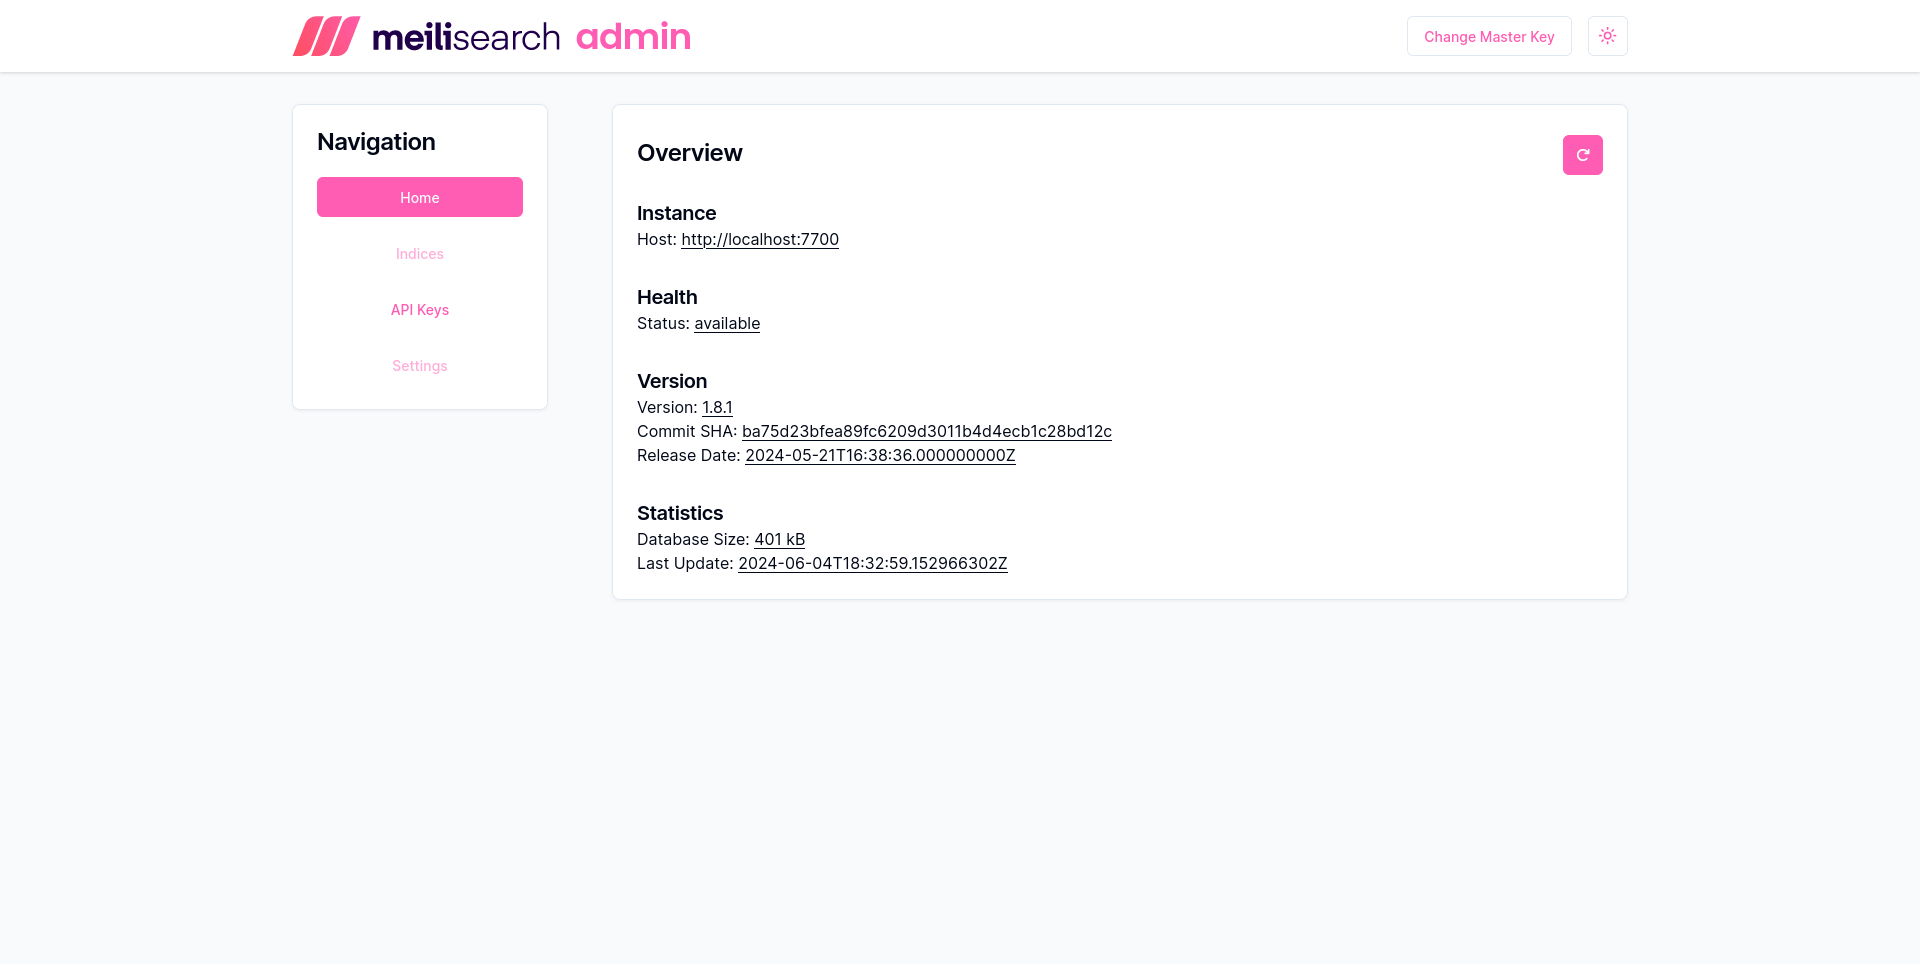 meilisearch admin
Change Master Key
Navigation
Home
Indices
API Keys
Settings
Overview
Instance
Host: http://localhost:7700
Health
Status: available
Version
Version: 1.8.1
Commit SHA: ba75d23bfea89fc6209d3011b4d4ecb1c28bd12c
Release Date: 2024-05-21T16:38:36.000000000Z
Statistics
Database Size: 401 kB
Last Update: 2024-06-04T18:32:59.152966302Z